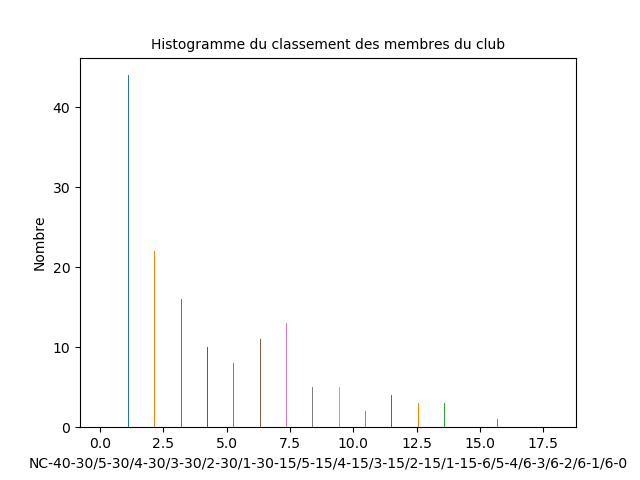 Histogramme du classement des membres du club
Nombre
40
30
20
10
0
0.0 2.5 5.0 7.5 10.0 12.5 15.0 17.5
NC-40-30/5-30/4-30/3-30/2-30/1-30-15/5-15/4-15/3-15/2-15/1-15-6/5-4/6-3/6-2/6-1/6-0